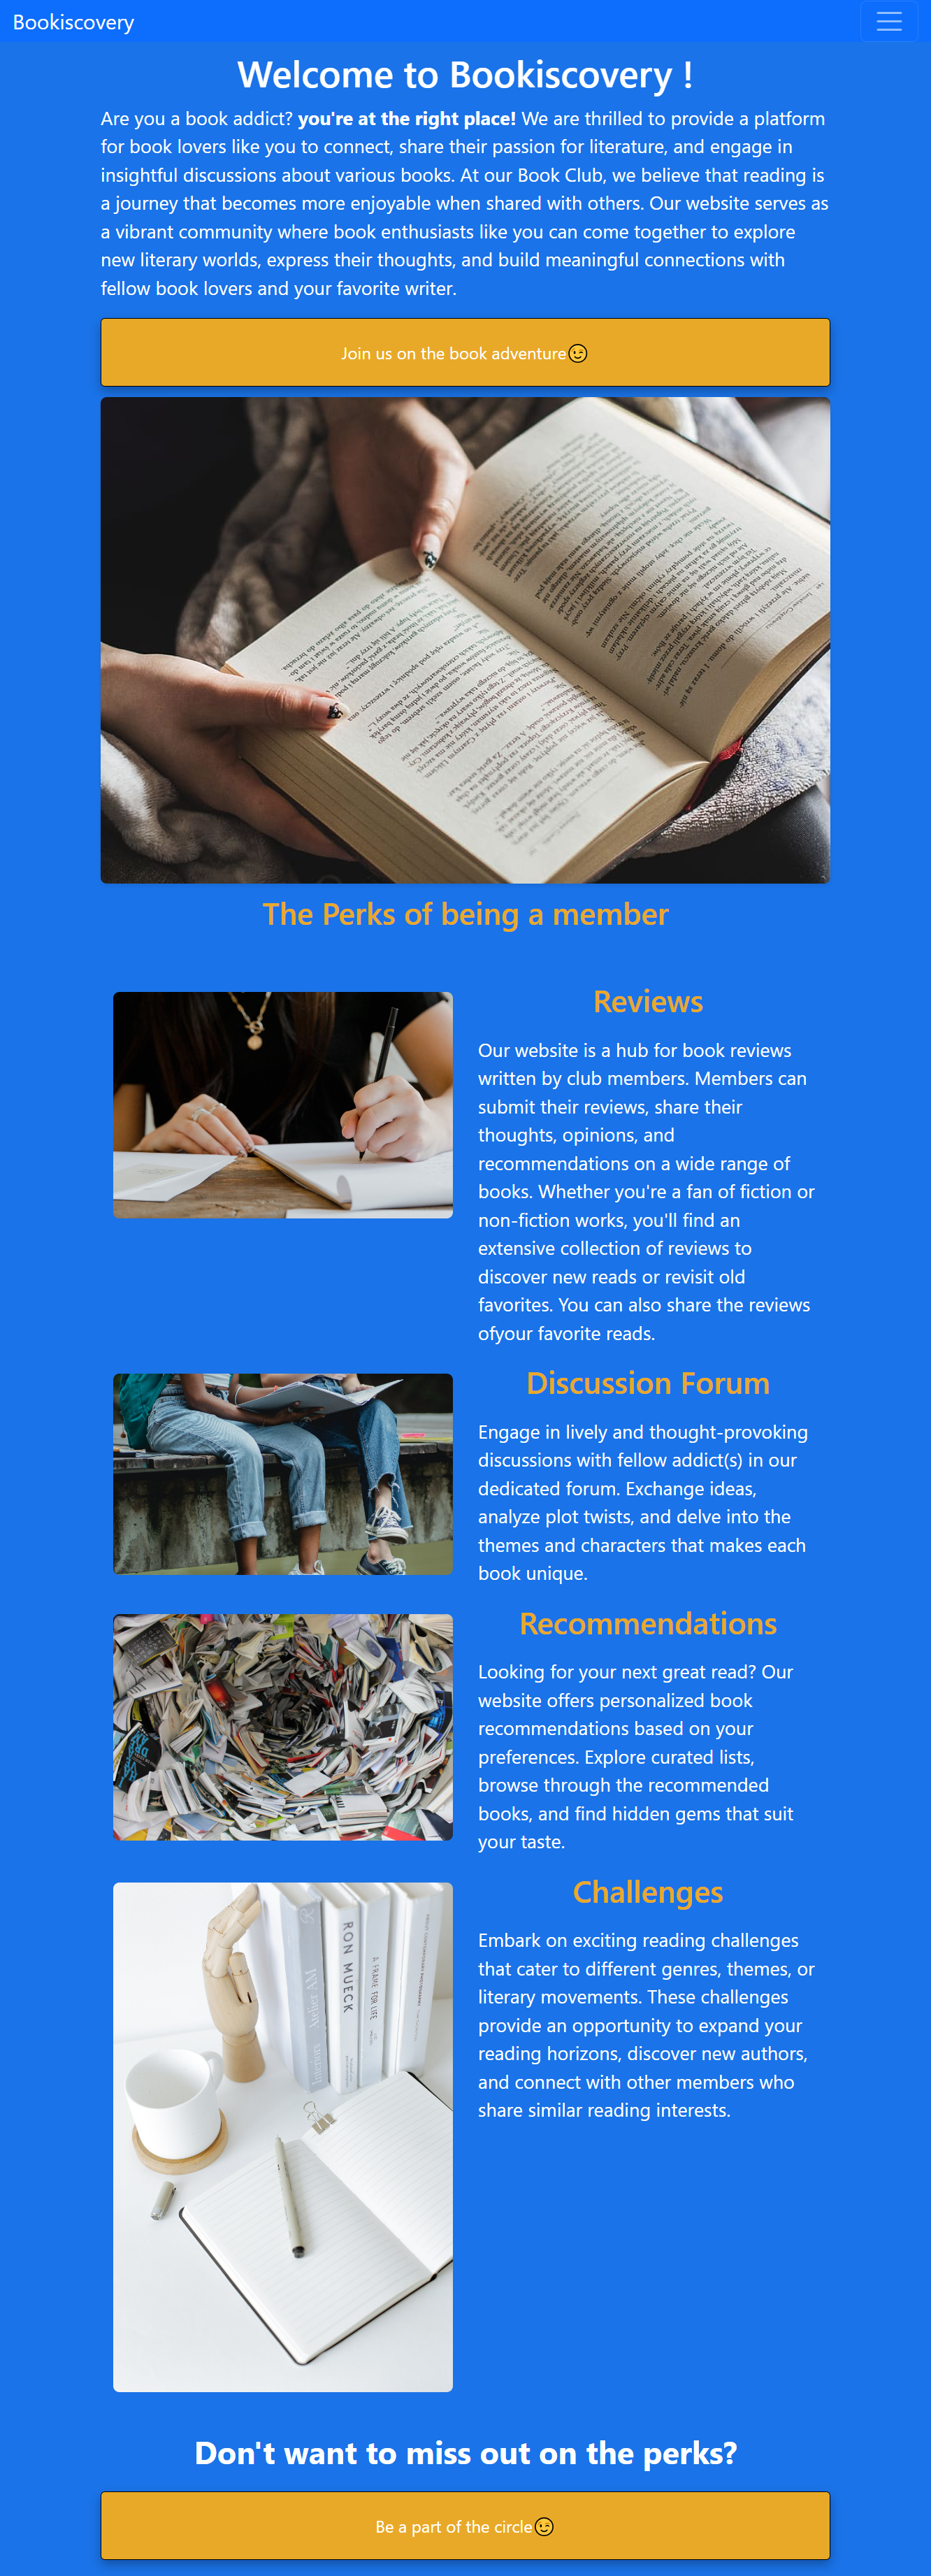 Bookiscovery
Welcome to Bookiscovery !
Are you a book addict? you're at the right place! We are thrilled to provide a platform
for book lovers like you to connect, share their passion for literature, and engage in
insightful discussions about various books. At our Book Club, we believe that reading is
a journey that becomes more enjoyable when shared with others. Our website serves as
a vibrant community where book enthusiasts like you can come together to explore
new literary worlds, express their thoughts, and build meaningful connections with
fellow book lovers and your favorite writer.
Join us on the book adventure
The Perks of being a member
Reviews
Our website is a hub for book reviews
written by club members. Members can
submit their reviews, share their
thoughts, opinions, and
recommendations on a wide range of
books. Whether you're a fan of fiction or
non-fiction works, you'll find an
extensive collection of reviews to
discover new reads or revisit old
favorites. You can also share the reviews
ofyour favorite reads.
Discussion Forum
Engage in lively and thought-provoking
discussions with fellow addict(s) in our
dedicated forum. Exchange ideas,
analyze plot twists, and delve into the
themes and characters that makes each
book unique.
Recommendations
Looking for your next great read? Our
website offers personalized book
recommendations based on your
preferences. Explore curated lists,
browse through the recommended
books, and find hidden gems that suit
your taste.
Challenges
Embark on exciting reading challenges
that cater to different genres, themes, or
literary movements. These challenges
provide an opportunity to expand your
reading horizons, discover new authors,
and connect with other members who
share similar reading interests.
Interiors Atelier AM
RON MUECK
A FRAME FOR LIFE
Don't want to miss out on the perks?
Be a part of the circle